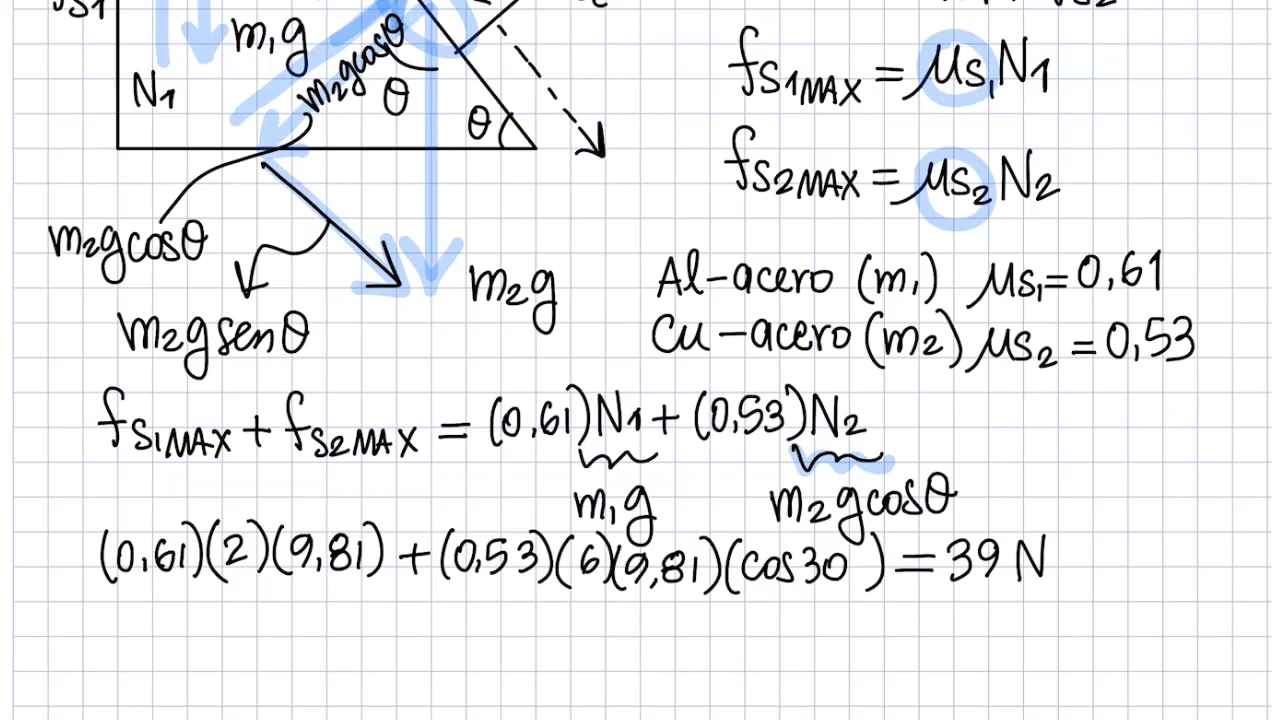 m₁g
m₂gcosθ
N₁
θ
θ
fs₁MAX = μs₁N₁
fs₂MAX = μs₂N₂
m₂gcosθ
m₂g
m₂gsenθ
Al-acero (m₁) μs₁=0,61
Cu-acero (m₂) μs₂=0,53
fs₁MAX + fs₂MAX = (0,61)N₁ + (0,53)N₂
m₁g m₂gcosθ
(0,61)(2)(9,81) + (0,53)(6)(9,81)(cos30 ) = 39 N